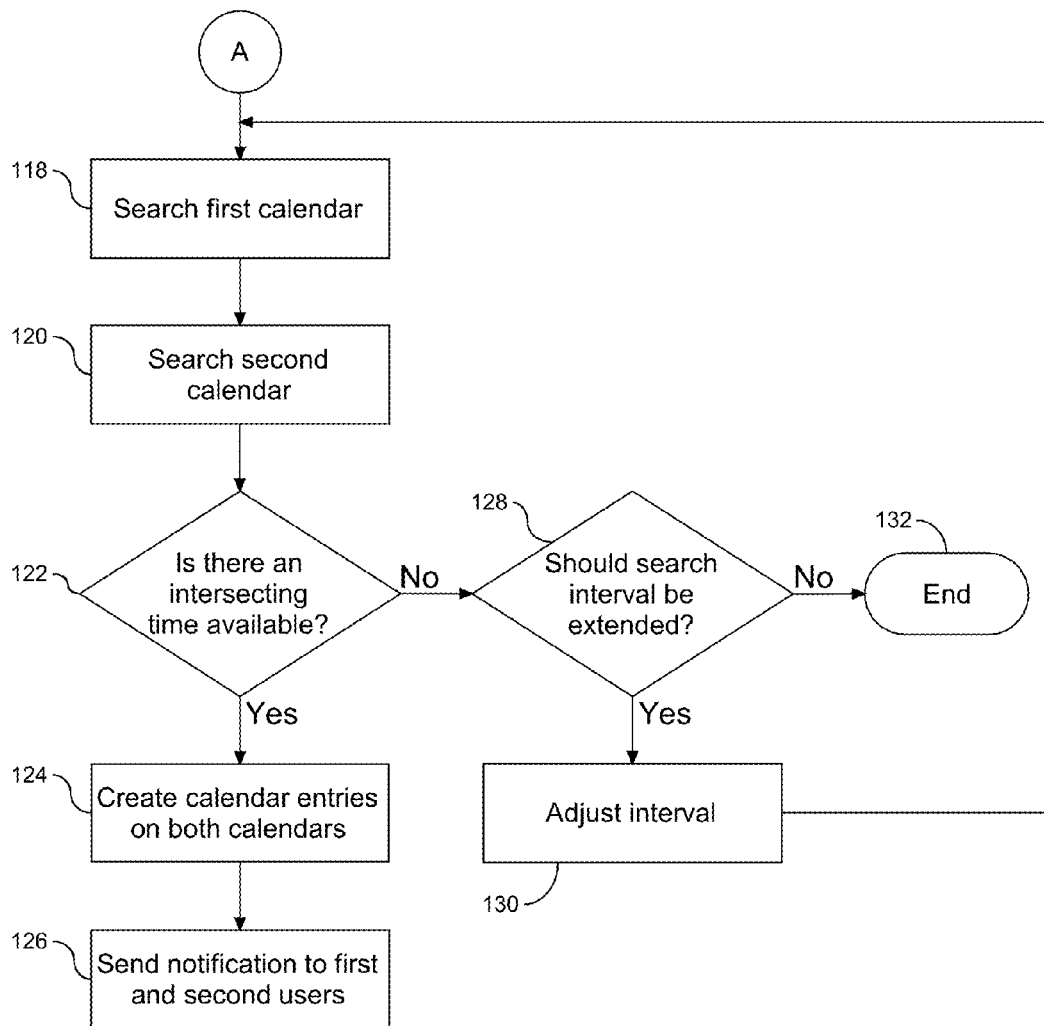 A
118
Search first calendar
120
Search second
calendar
122
Is there an
intersecting
time available?
No
128
Should search
interval be
extended?
No
132
End
Yes
Yes
124
Create calendar entries
on both calendars
Adjust interval
130
126
Send notification to first
and second users